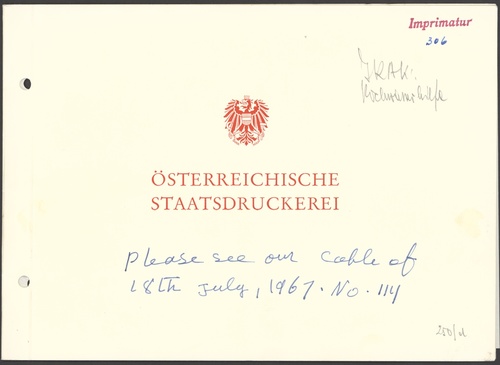 Imprimatur
306
IRAK:
ÖSTERREICHISCHE
STAATSDRUCKEREI
Please see our cable of
18th July, 1967. No. 114